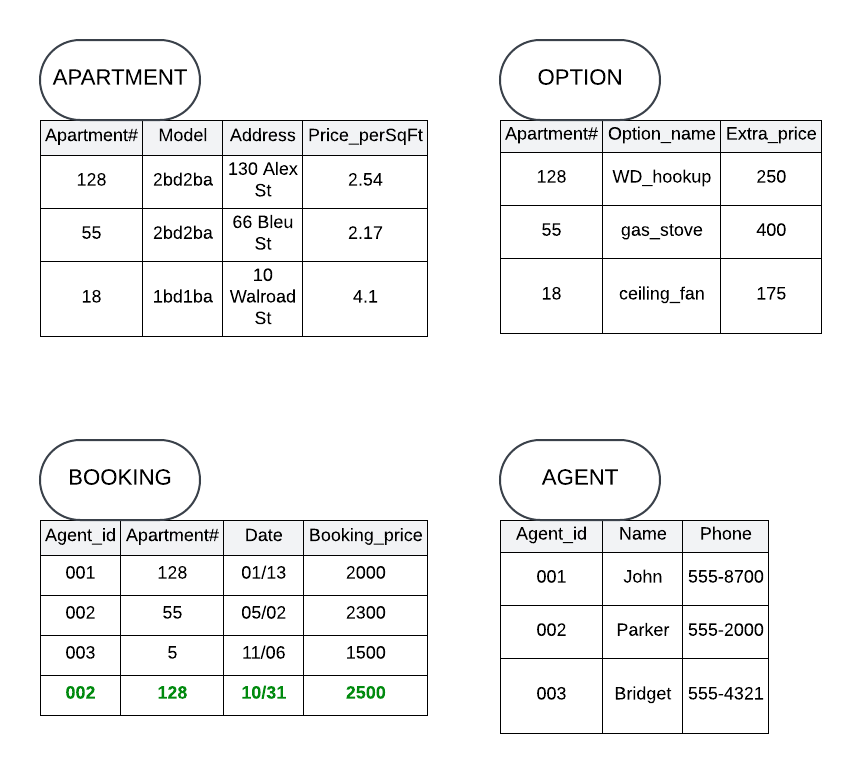 APARTMENT
Apartment# Model Address Price_perSqFt
128 2bd2ba 130 Alex St 2.54
55 2bd2ba 66 Bleu St 2.17
18 1bd1ba 10 Walroad St 4.1
OPTION
Apartment# Option_name Extra_price
128 WD_hookup 250
55 gas_stove 400
18 ceiling_fan 175
BOOKING
Agent_id Apartment# Date Booking_price
001 128 01/13 2000
002 55 05/02 2300
003 5 11/06 1500
002 128 10/31 2500
AGENT
Agent_id Name Phone
001 John 555-8700
002 Parker 555-2000
003 Bridget 555-4321